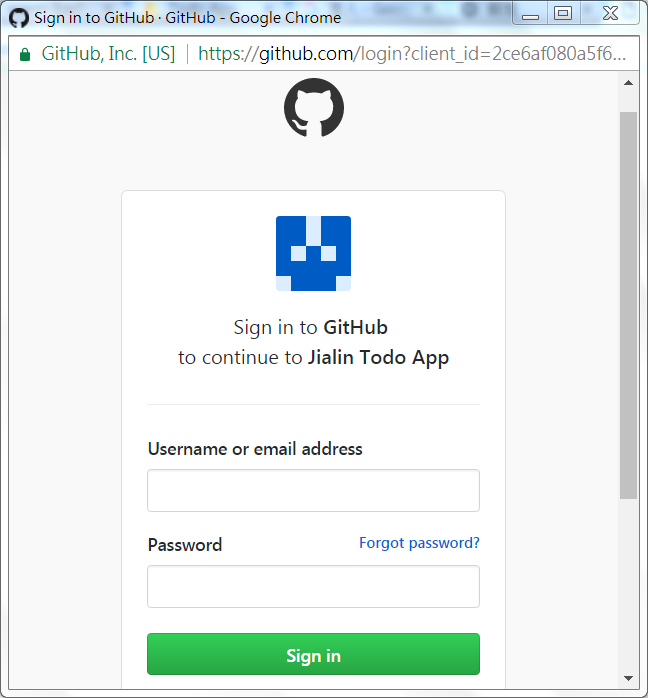 Sign in to GitHub · GitHub - Google Chrome
GitHub, Inc. [US] | https://github.com/login?client_id=2ce6af080a5f6...
Sign in to GitHub
to continue to Jialin Todo App
Username or email address
Password
Forgot password?
Sign in